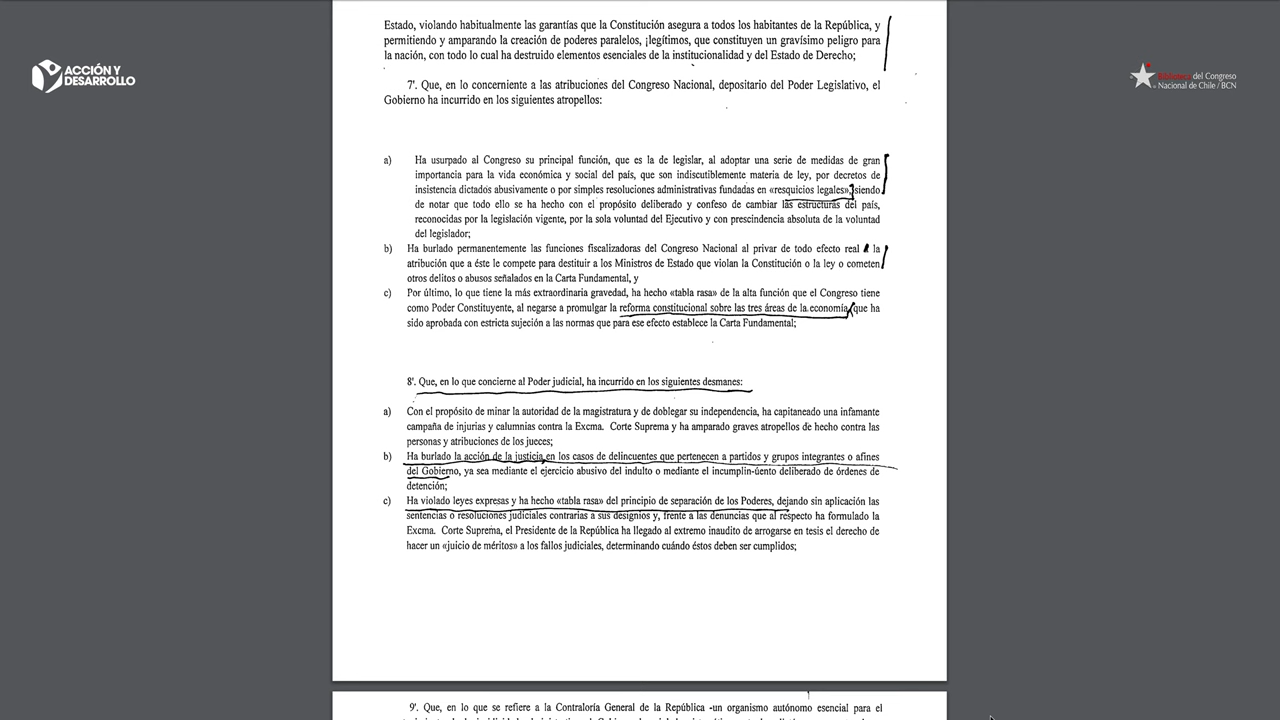 Estado, violando habitualmente las garantías que la Constitución asegura a todos los habitantes de la República, y
permitiendo y amparando la creación de poderes paralelos, ¡legítimos, que constituyen un gravísimo peligro para
la nación, con todo lo cual ha destruido elementos esenciales de la institucionalidad y del Estado de Derecho;
ACCIÓN Y
DESARROLLO
Biblioteca del Congreso
Nacional de Chile / BCN
7'. Que, en lo concerniente a las atribuciones del Congreso Nacional, depositario del Poder Legislativo, el
Gobierno ha incurrido en los siguientes atropellos:
a) Ha usurpado al Congreso su principal función, que es la de legislar, al adoptar una serie de medidas de gran
importancia para la vida económica y social del país, que son indiscutiblemente materia de ley, por decretos de
insistencia dictados abusivamente o por simples resoluciones administrativas fundadas en «resquicios legales», siendo
de notar que todo ello se ha hecho con el propósito deliberado y confeso de cambiar las estructuras del país,
reconocidas por la legislación vigente, por la sola voluntad del Ejecutivo y con prescindencia absoluta de la voluntad
del legislador;
b) Ha burlado permanentemente las funciones fiscalizadoras del Congreso Nacional al privar de todo efecto real a la
atribución que a éste le compete para destituir a los Ministros de Estado que violan la Constitución o la ley o cometen
otros delitos o abusos señalados en la Carta Fundamental, y
c) Por último, lo que tiene la más extraordinaria gravedad, ha hecho «tabla rasa» de la alta función que el Congreso tiene
como Poder Constituyente, al negarse a promulgar la reforma constitucional sobre las tres áreas de la economía, que ha
sido aprobada con estricta sujeción a las normas que para ese efecto establece la Carta Fundamental;
8'. Que, en lo que concierne al Poder judicial, ha incurrido en los siguientes desmanes:
a) Con el propósito de minar la autoridad de la magistratura y de doblegar su independencia, ha capitaneado una infamante
campaña de injurias y calumnias contra la Excma. Corte Suprema y ha amparado graves atropellos de hecho contra las
personas y atribuciones de los jueces;
b) Ha burlado la acción de la justicia en los casos de delincuentes que pertenecen a partidos y grupos integrantes o afines
del Gobierno, ya sea mediante el ejercicio abusivo del indulto o mediante el incumplin-úento deliberado de órdenes de
detención;
c) Ha violado leyes expresas y ha hecho «tabla rasa» del principio de separación de los Poderes, dejando sin aplicación las
sentencias o resoluciones judiciales contrarias a sus designios y, frente a las denuncias que al respecto ha formulado la
Excma. Corte Suprema, el Presidente de la República ha llegado al extremo inaudito de arrogarse en tesis el derecho de
hacer un «juicio de méritos» a los fallos judiciales, determinando cuándo éstos deben ser cumplidos;
9'. Que, en lo que se refiere a la Contraloría General de la República -un organismo autónomo esencial para el